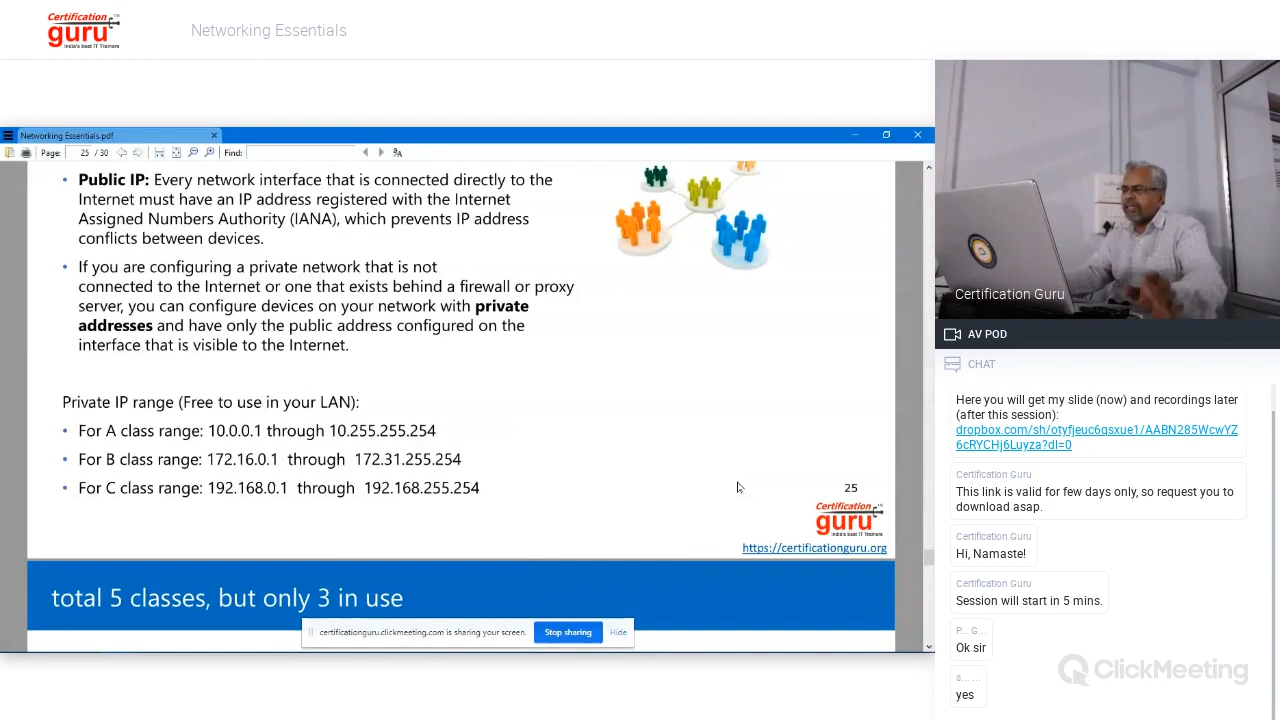 Certification
guru
India's best IT Trainers
Networking Essentials
Networking Essentials.pdf
Page: 25 / 30 Find:
• Public IP: Every network interface that is connected directly to the
Internet must have an IP address registered with the Internet
Assigned Numbers Authority (IANA), which prevents IP address
conflicts between devices.
• If you are configuring a private network that is not
connected to the Internet or one that exists behind a firewall or proxy
server, you can configure devices on your network with private
addresses and have only the public address configured on the
interface that is visible to the Internet.
Private IP range (Free to use in your LAN):
• For A class range: 10.0.0.1 through 10.255.255.254
• For B class range: 172.16.0.1 through 172.31.255.254
• For C class range: 192.168.0.1 through 192.168.255.254
25
Certification
guru
India's best IT Trainers
https://certificationguru.org
total 5 classes, but only 3 in use
certificationguru.clickmeeting.com is sharing your screen. Stop sharing Hide
Certification Guru
AV POD
CHAT
Here you will get my slide (now) and recordings later
(after this session):
dropbox.com/sh/otyfjeuc6qsxue1/AABN285WcwYZ
6cRYCHj6Luyza?dl=0
Certification Guru
This link is valid for few days only, so request you to
download asap.
Certification Guru
Hi, Namaste!
Certification Guru
Session will start in 5 mins.
P... G...
Ok sir
s... ...
yes
ClickMeeting